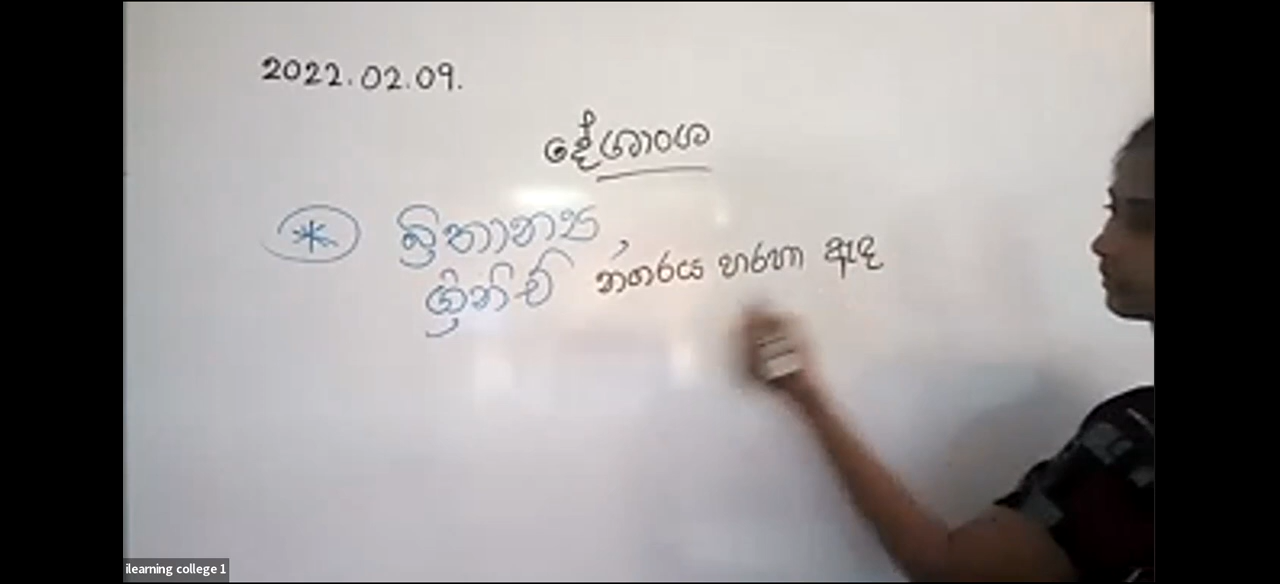 2022.02.09.
දේශාංශ
බ්‍රිතාන්‍ය
ග්‍රිනිච් නගරය හරහා ඇඳ
ilearning college 1